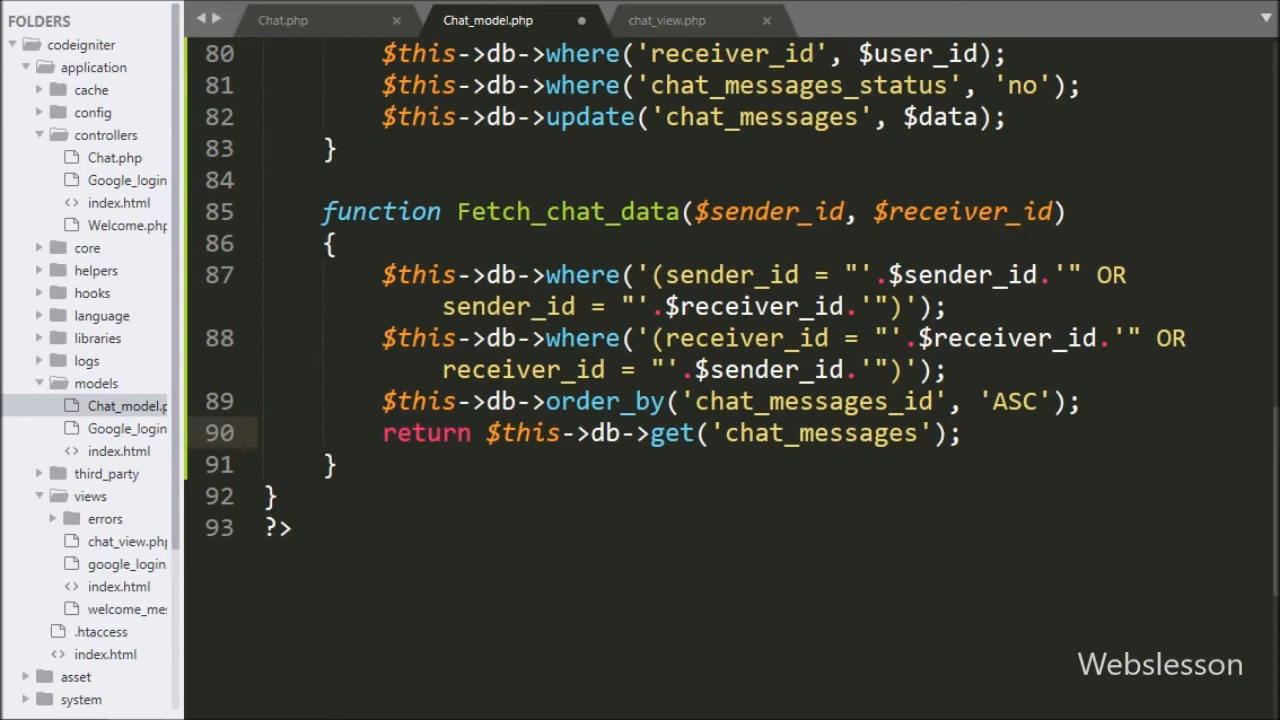 FOLDERS
codeigniter
application
cache
config
controllers
Chat.php
Google_login
index.html
Welcome.php
core
helpers
hooks
language
libraries
logs
models
Chat_model.p
Google_login
index.html
third_party
views
errors
chat_view.php
google_login
index.html
welcome_me
.htaccess
index.html
asset
system
Chat.php
Chat_model.php
chat_view.php
80 $this->db->where('receiver_id', $user_id);
81 $this->db->where('chat_messages_status', 'no');
82 $this->db->update('chat_messages', $data);
83 }
84
85 function Fetch_chat_data($sender_id, $receiver_id)
86 {
87 $this->db->where('(sender_id = "'.$sender_id.'" OR
sender_id = "'.$receiver_id.'")');
88 $this->db->where('(receiver_id = "'.$receiver_id.'" OR
receiver_id = "'.$sender_id.'")');
89 $this->db->order_by('chat_messages_id', 'ASC');
90 return $this->db->get('chat_messages');
91 }
92 }
93 ?>
Webslesson